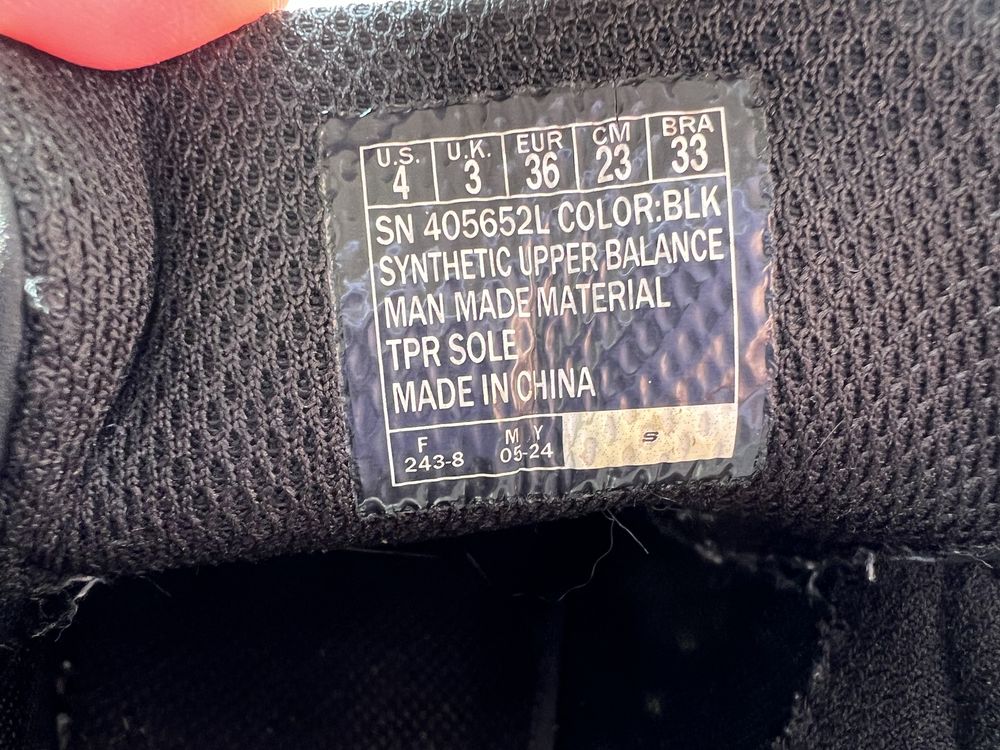 U.S. U.K. EUR CM BRA
4 3 36 23 33
SN 405652L COLOR:BLK
SYNTHETIC UPPER BALANCE
MAN MADE MATERIAL
TPR SOLE
MADE IN CHINA
F M Y
243-8 05-24
S